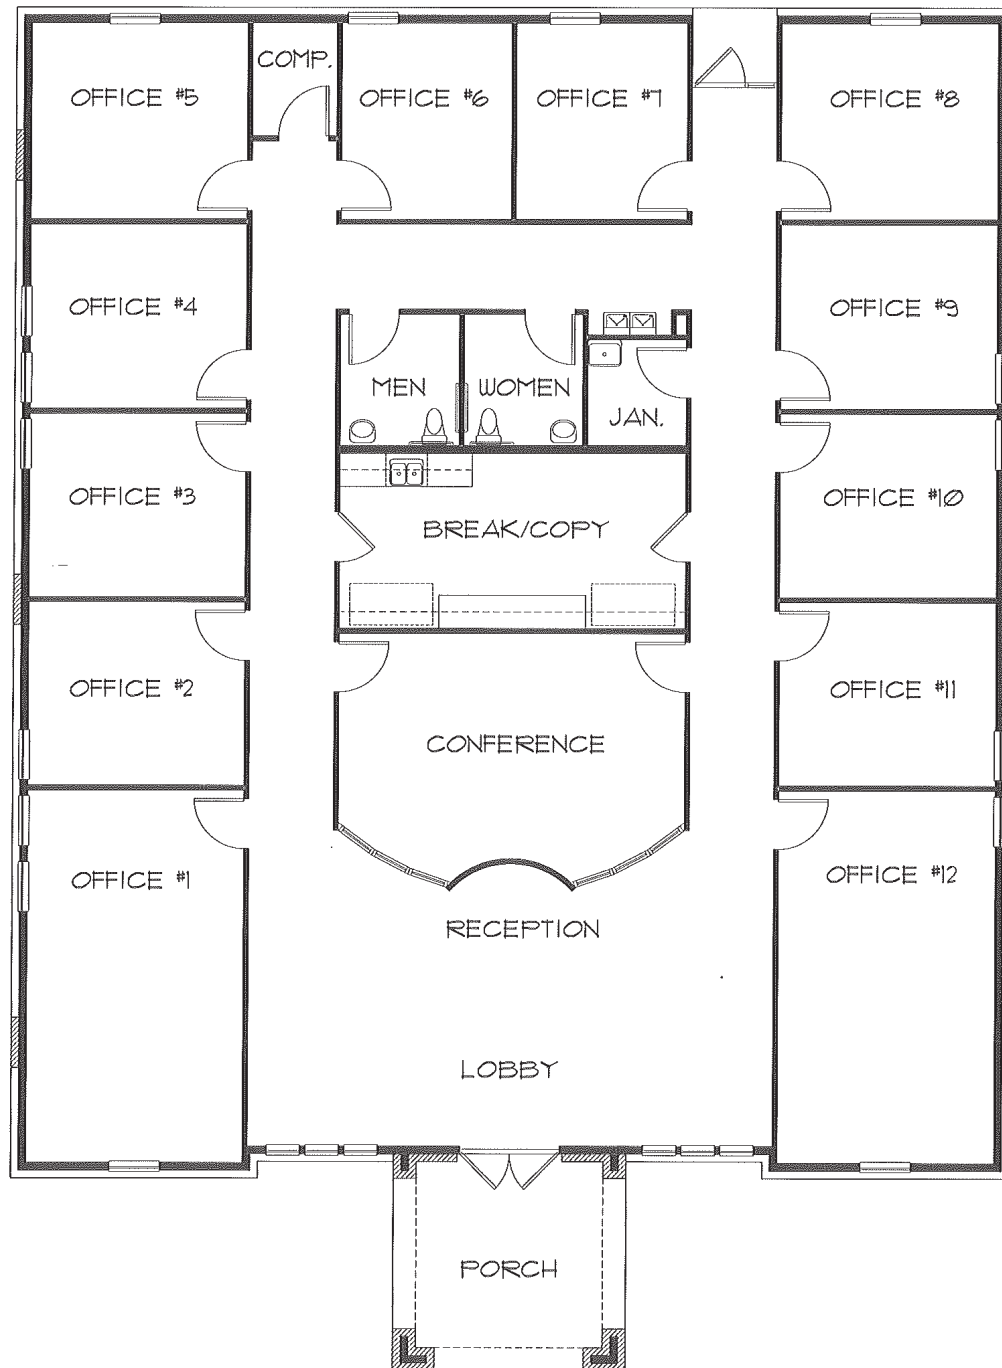 COMP.
OFFICE #5
OFFICE #6
OFFICE #7
OFFICE #8
OFFICE #4
OFFICE #9
MEN
WOMEN
JAN.
OFFICE #3
OFFICE #10
BREAK/COPY
OFFICE #2
OFFICE #11
CONFERENCE
OFFICE #1
OFFICE #12
RECEPTION
LOBBY
PORCH